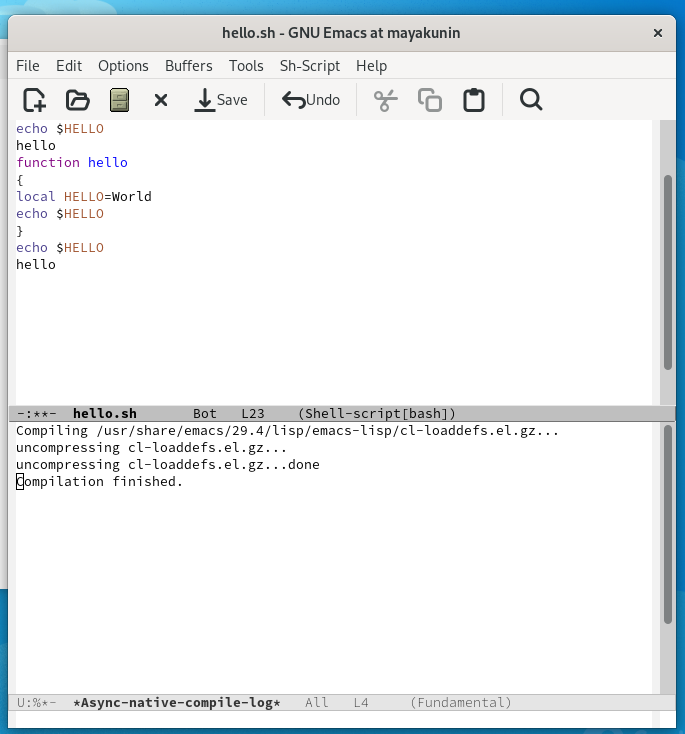 hello.sh - GNU Emacs at mayakunin ×
File Edit Options Buffers Tools Sh-Script Help
Save Undo
echo $HELLO
hello
function hello
{
local HELLO=World
echo $HELLO
}
echo $HELLO
hello
-:**- hello.sh Bot L23 (Shell-script[bash])
Compiling /usr/share/emacs/29.4/lisp/emacs-lisp/cl-loaddefs.el.gz...
uncompressing cl-loaddefs.el.gz...
uncompressing cl-loaddefs.el.gz...done
Compilation finished.
U:%*- *Async-native-compile-log* All L4 (Fundamental)